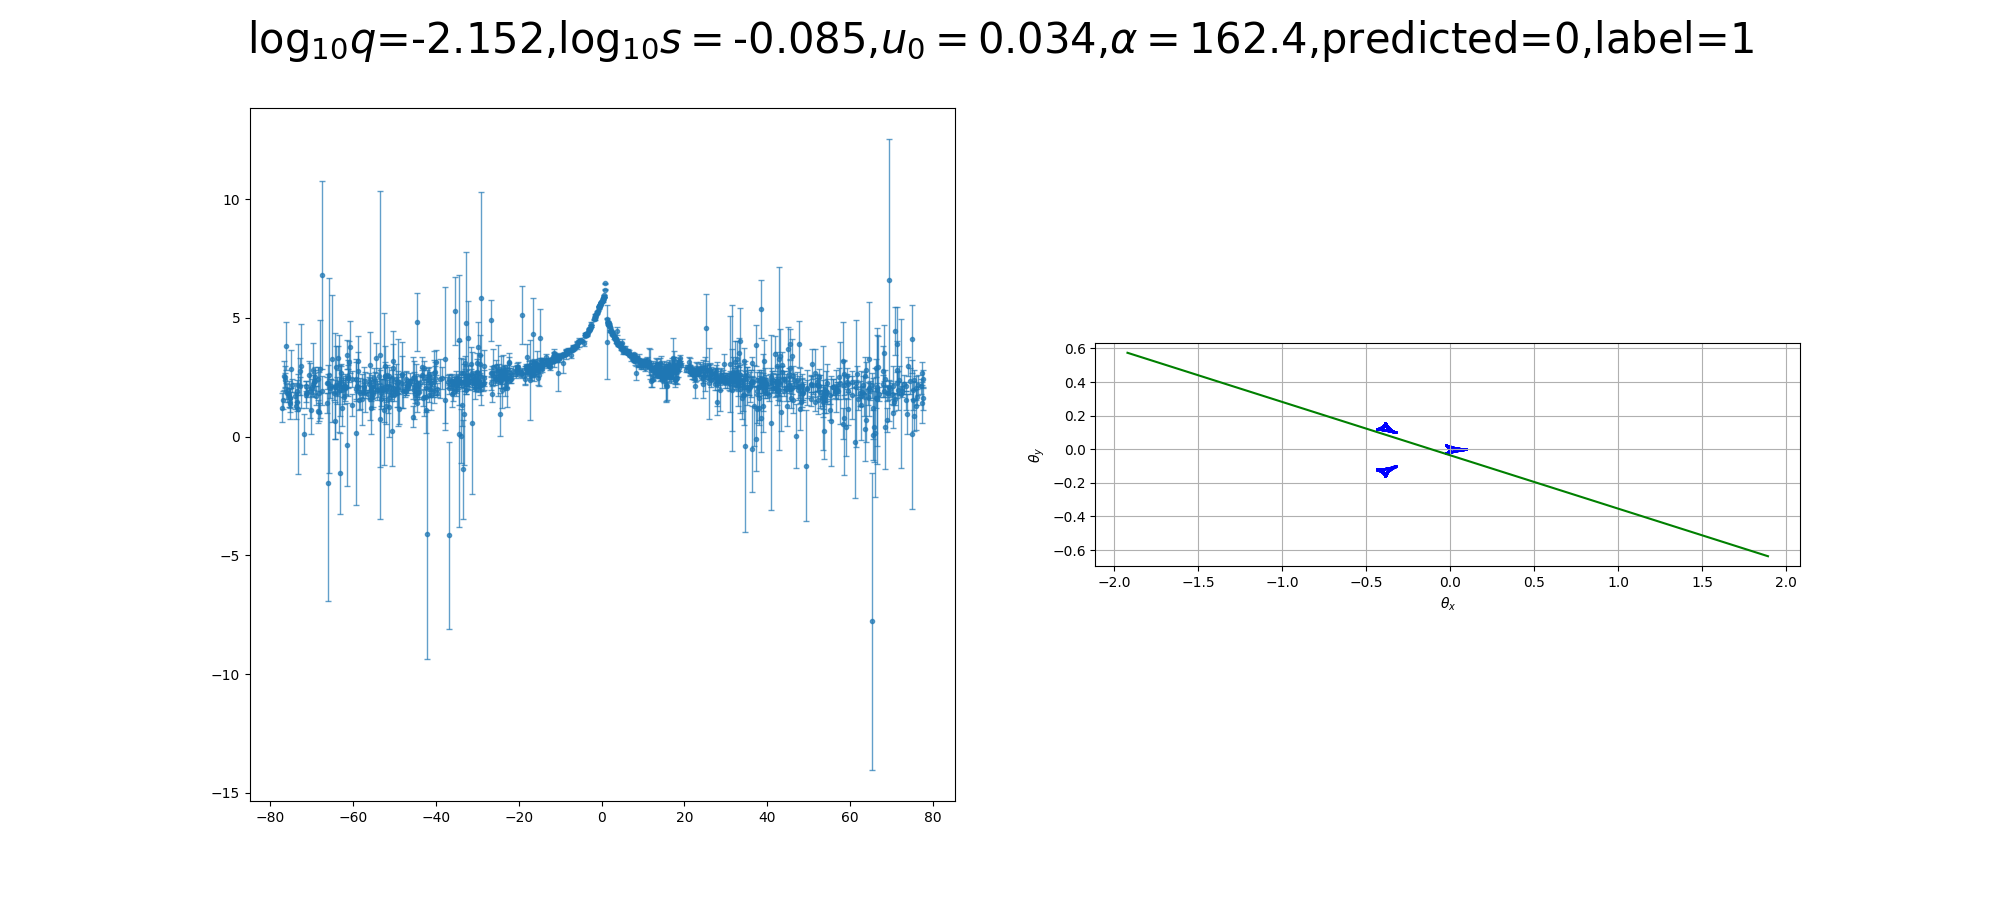 log₁₀q=-2.152,log₁₀s = -0.085,u₀ = 0.034,α = 162.4,predicted=0,label=1
10
5
0
−5
−10
−15
−80 −60 −40 −20 0 20 40 60 80
0.6
0.4
0.2
0.0
−0.2
−0.4
−0.6
θy
−2.0 −1.5 −1.0 −0.5 0.0 0.5 1.0 1.5 2.0
θx